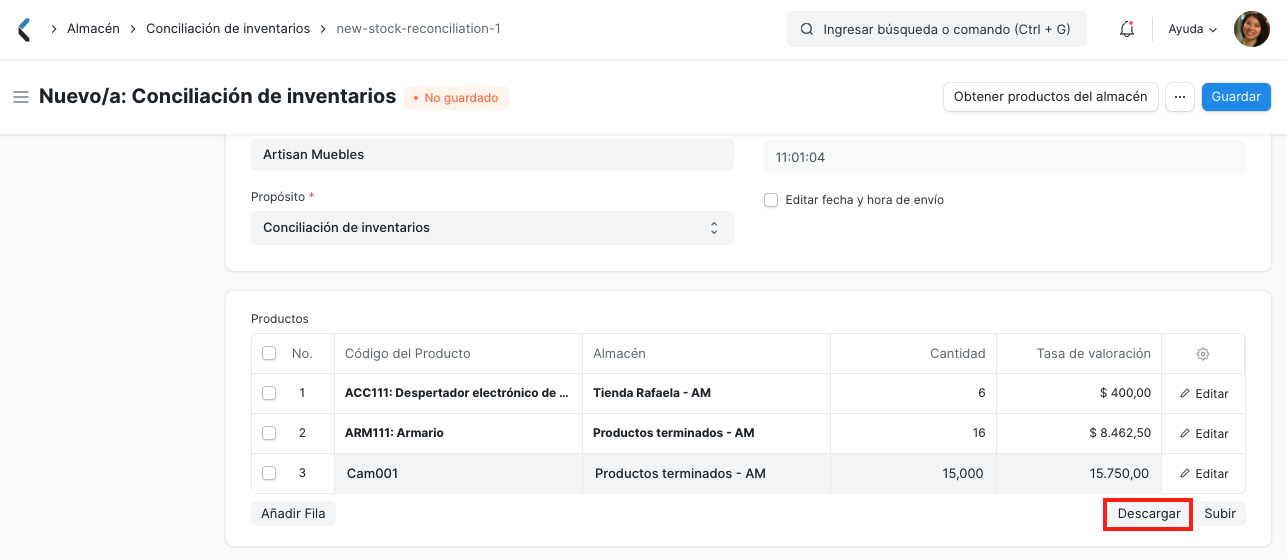 Almacén
Conciliación de inventarios
new-stock-reconciliation-1
Ingresar búsqueda o comando (Ctrl + G)
Ayuda
Nuevo/a: Conciliación de inventarios
• No guardado
Obtener productos del almacén
...
Guardar
Artisan Muebles
11:01:04
Propósito *
Editar fecha y hora de envío
Conciliación de inventarios
Productos
No. Código del Producto Almacén Cantidad Tasa de valoración
1 ACC111: Despertador electrónico de ... Tienda Rafaela - AM 6 $ 400,00 Editar
2 ARM111: Armario Productos terminados - AM 16 $ 8.462,50 Editar
3 Cam001 Productos terminados - AM 15,000 15.750,00 Editar
Añadir Fila
Descargar
Subir